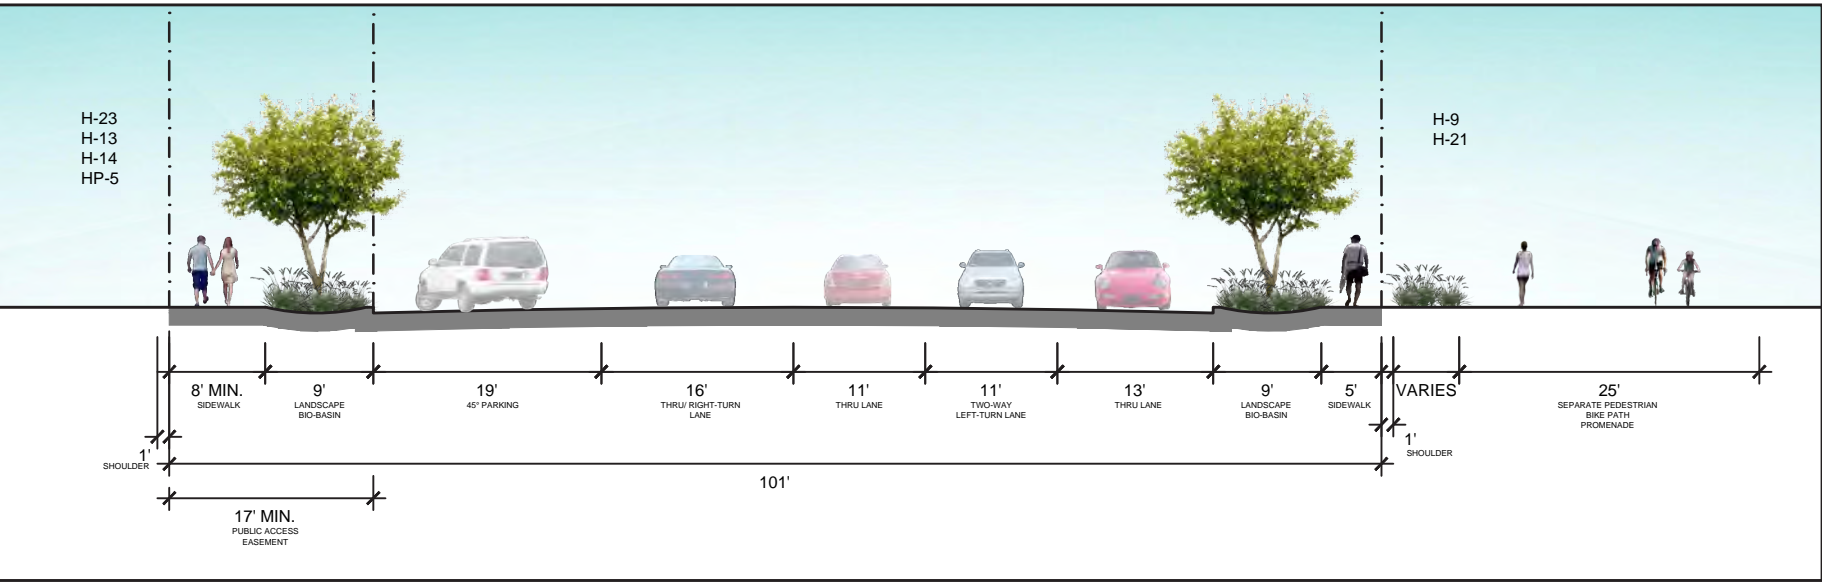 H-23
H-13
H-14
HP-5
H-9
H-21
8' MIN.
SIDEWALK
9'
LANDSCAPE
BIO-BASIN
19'
45° PARKING
16'
THRU/ RIGHT-TURN
LANE
11'
THRU LANE
11'
TWO-WAY
LEFT-TURN LANE
13'
THRU LANE
9'
LANDSCAPE
BIO-BASIN
5'
SIDEWALK
VARIES
25'
SEPARATE PEDESTRIAN
BIKE PATH
PROMENADE
1'
SHOULDER
1'
SHOULDER
101'
17' MIN.
PUBLIC ACCESS
EASEMENT